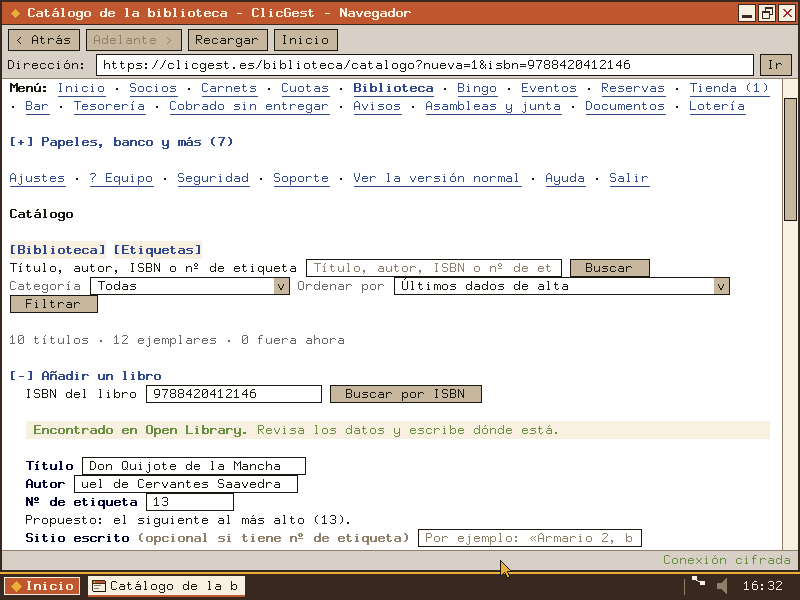 Catálogo de la biblioteca - ClicGest - Navegador
< Atrás Adelante > Recargar Inicio
Dirección: https://clicgest.es/biblioteca/catalogo?nueva=1&isbn=9788420412146 Ir
Menú: Inicio · Socios · Carnets · Cuotas · Biblioteca · Bingo · Eventos · Reservas · Tienda (1)
· Bar · Tesorería · Cobrado sin entregar · Avisos · Asambleas y junta · Documentos · Lotería
[+] Papeles, banco y más (7)
Ajustes · ? Equipo · Seguridad · Soporte · Ver la versión normal · Ayuda · Salir
Catálogo
[Biblioteca] [Etiquetas]
Título, autor, ISBN o nº de etiqueta Título, autor, ISBN o nº de et Buscar
Categoría Todas v Ordenar por Últimos dados de alta v
Filtrar
10 títulos · 12 ejemplares · 0 fuera ahora
[-] Añadir un libro
ISBN del libro 9788420412146 Buscar por ISBN
Encontrado en Open Library. Revisa los datos y escribe dónde está.
Título Don Quijote de la Mancha
Autor uel de Cervantes Saavedra
Nº de etiqueta 13
Propuesto: el siguiente al más alto (13).
Sitio escrito (opcional si tiene nº de etiqueta) Por ejemplo: «Armario 2, b
Conexión cifrada
Inicio Catálogo de la b 16:32